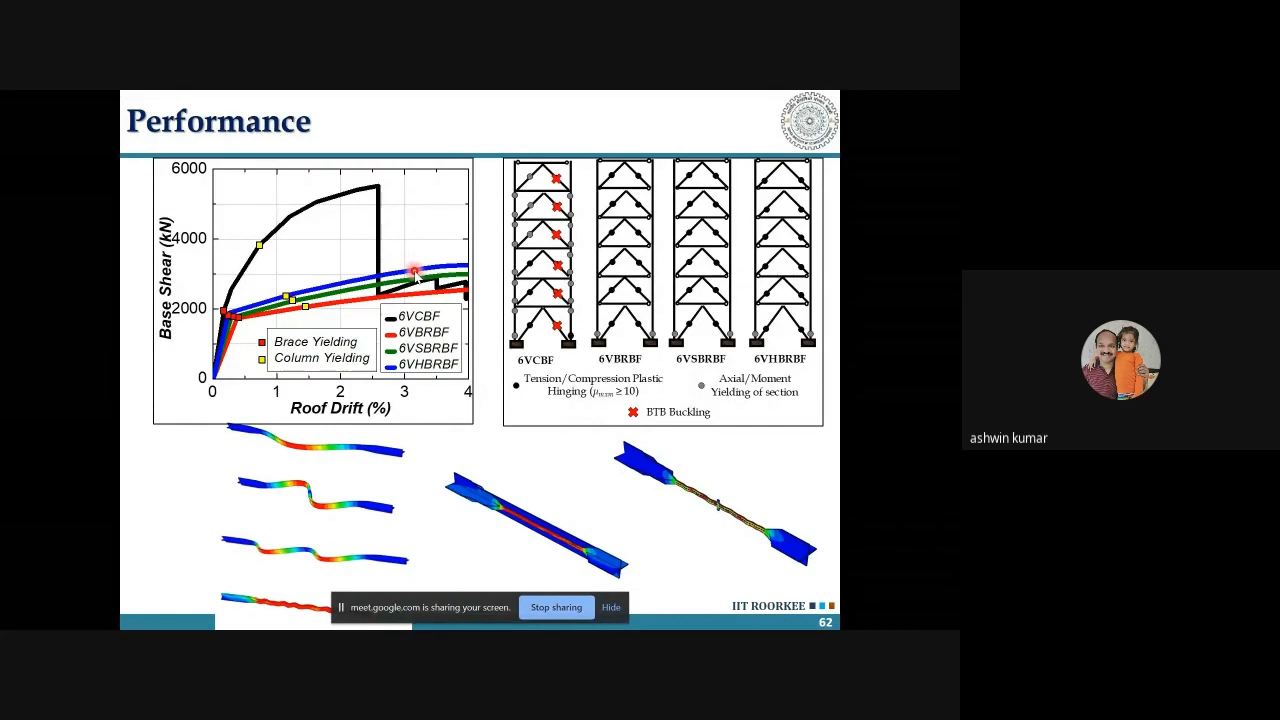 Performance
6000
4000
2000
0
Base Shear (kN)
0
1
2
3
4
Roof Drift (%)
Brace Yielding
Column Yielding
6VCBF
6VBRBF
6VSBRBF
6VHBRBF
6VCBF
6VBRBF
6VSBRBF
6VHBRBF
Tension/Compression Plastic
Hinging (μmxm ≥ 10)
Axial/Moment
Yielding of section
BTB Buckling
meet.google.com is sharing your screen.
Stop sharing
Hide
IIT ROORKEE
62
ashwin kumar